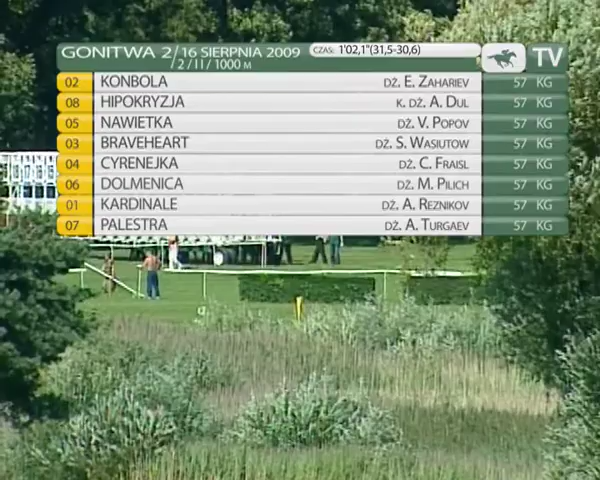 GONITWA 2/16 SIERPNIA 2009
/2/II/1000 M
CZAS: 1'02,1"(31,5-30,6)
TV
02 KONBOLA DŻ. E. ZAHARIEV 57 KG
08 HIPOKRYZJA K. DŻ. A. DUL 57 KG
05 NAWIETKA DŻ. V. POPOV 57 KG
03 BRAVEHEART DŻ. S. WASIUTOW 57 KG
04 CYRENEJKA DŻ. C. FRAISL 57 KG
06 DOLMENICA DŻ. M. PILICH 57 KG
01 KARDINALE DŻ. A. REZNIKOV 57 KG
07 PALESTRA DŻ. A. TURGAEV 57 KG